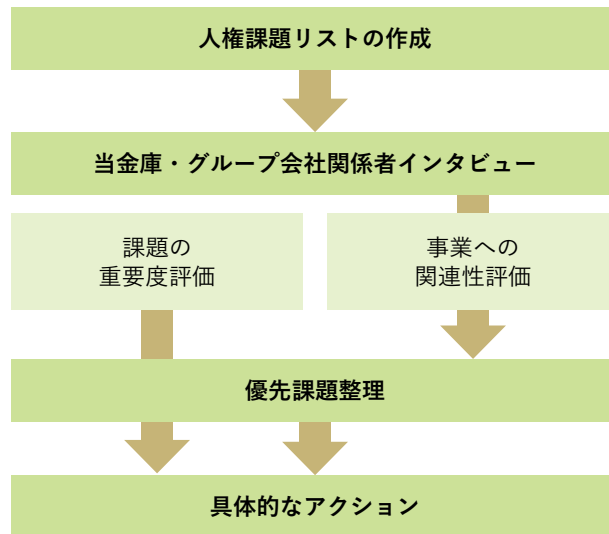 人権課題リストの作成
当金庫・グループ会社関係者インタビュー
課題の
重要度評価
事業への
関連性評価
優先課題整理
具体的なアクション